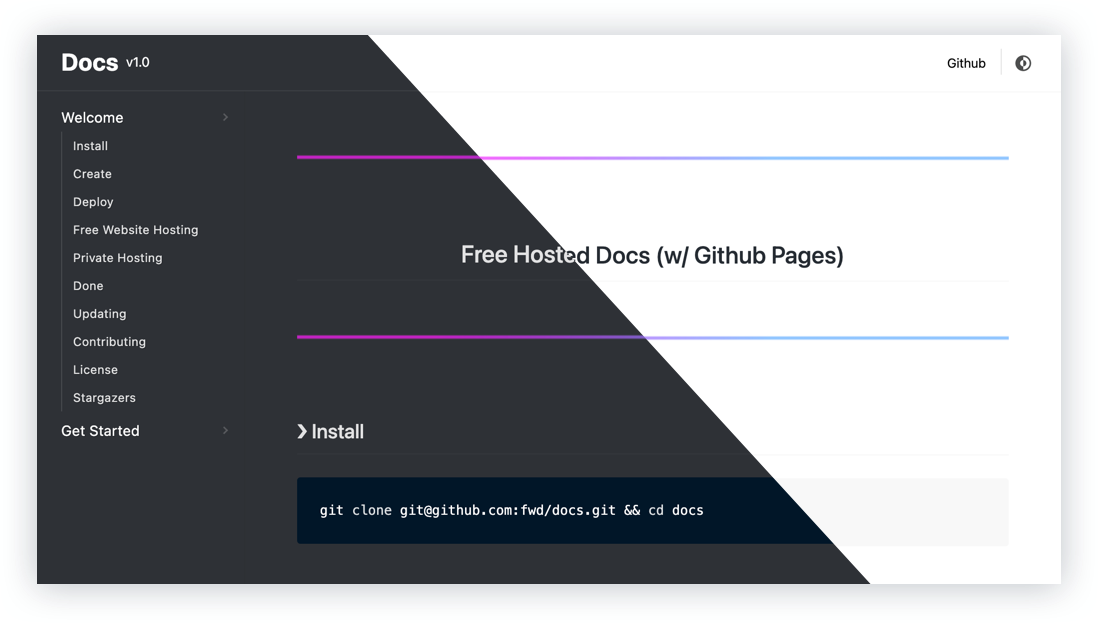 Docs v1.0
Github
Welcome
Install
Create
Deploy
Free Website Hosting
Private Hosting
Done
Updating
Contributing
License
Stargazers
Get Started
Free Hosted Docs (w/ Github Pages)
❯ Install
git clone git@github.com:fwd/docs.git && cd docs